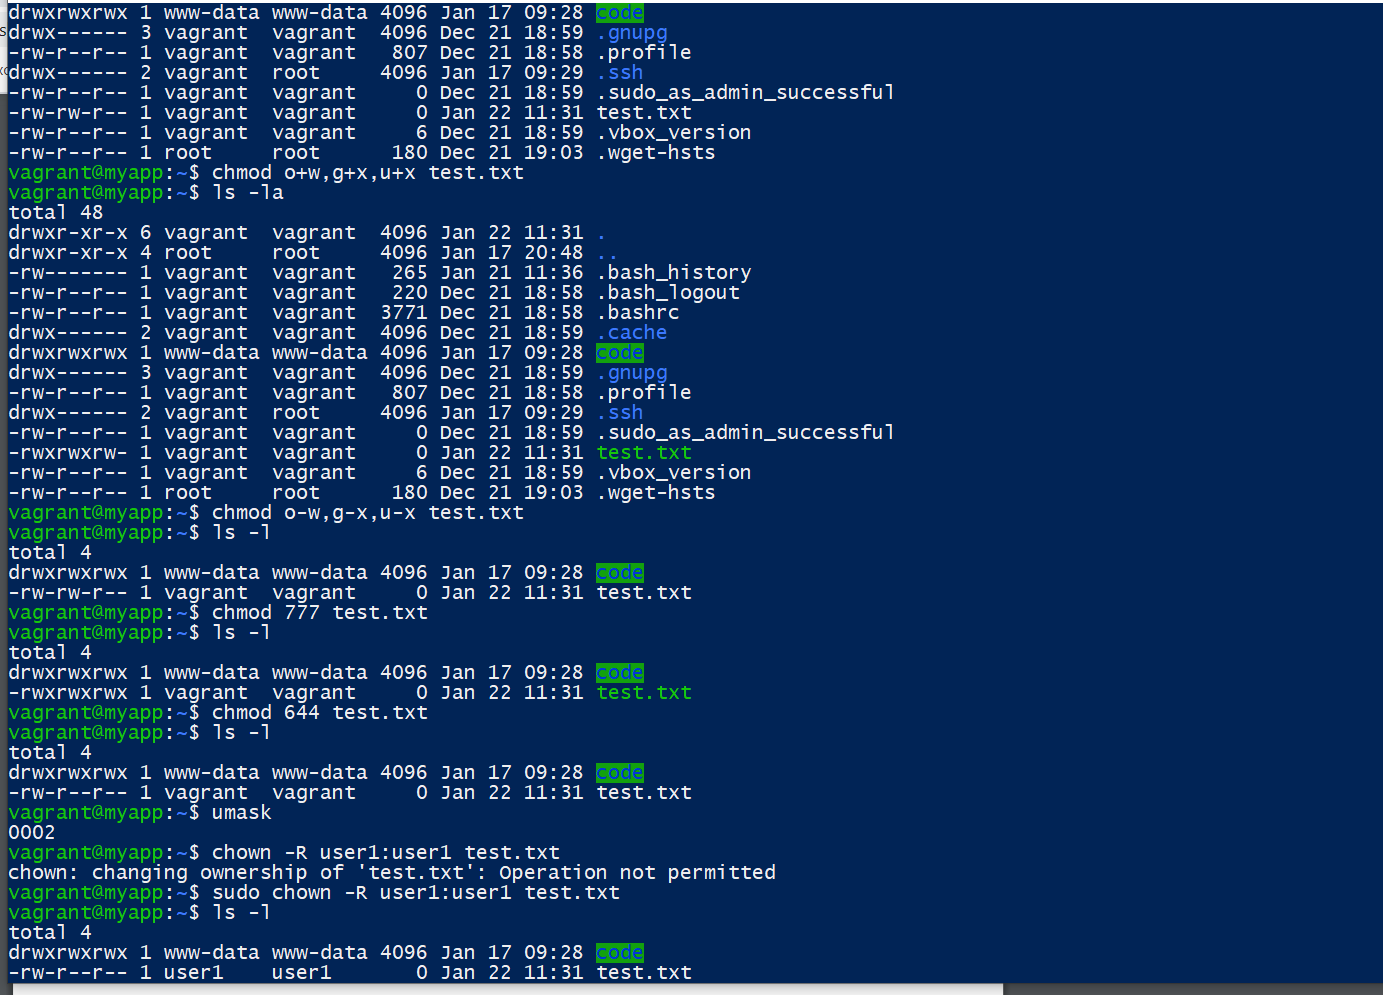 drwxrwxrwx 1 www-data www-data 4096 Jan 17 09:28 code
drwx------ 3 vagrant  vagrant  4096 Dec 21 18:59 .gnupg
-rw-r--r-- 1 vagrant  vagrant   807 Dec 21 18:58 .profile
drwx------ 2 vagrant  root     4096 Jan 17 09:29 .ssh
-rw-r--r-- 1 vagrant  vagrant     0 Dec 21 18:59 .sudo_as_admin_successful
-rw-rw-r-- 1 vagrant  vagrant     0 Jan 22 11:31 test.txt
-rw-r--r-- 1 vagrant  vagrant     6 Dec 21 18:59 .vbox_version
-rw-r--r-- 1 root     root      180 Dec 21 19:03 .wget-hsts
vagrant@myapp:~$ chmod o+w,g+x,u+x test.txt
vagrant@myapp:~$ ls -la
total 48
drwxr-xr-x 6 vagrant  vagrant  4096 Jan 22 11:31 .
drwxr-xr-x 4 root     root     4096 Jan 17 20:48 ..
-rw------- 1 vagrant  vagrant   265 Jan 21 11:36 .bash_history
-rw-r--r-- 1 vagrant  vagrant   220 Dec 21 18:58 .bash_logout
-rw-r--r-- 1 vagrant  vagrant  3771 Dec 21 18:58 .bashrc
drwx------ 2 vagrant  vagrant  4096 Dec 21 18:59 .cache
drwxrwxrwx 1 www-data www-data 4096 Jan 17 09:28 code
drwx------ 3 vagrant  vagrant  4096 Dec 21 18:59 .gnupg
-rw-r--r-- 1 vagrant  vagrant   807 Dec 21 18:58 .profile
drwx------ 2 vagrant  root     4096 Jan 17 09:29 .ssh
-rw-r--r-- 1 vagrant  vagrant     0 Dec 21 18:59 .sudo_as_admin_successful
-rwxrwxrw- 1 vagrant  vagrant     0 Jan 22 11:31 test.txt
-rw-r--r-- 1 vagrant  vagrant     6 Dec 21 18:59 .vbox_version
-rw-r--r-- 1 root     root      180 Dec 21 19:03 .wget-hsts
vagrant@myapp:~$ chmod o-w,g-x,u-x test.txt
vagrant@myapp:~$ ls -l
total 4
drwxrwxrwx 1 www-data www-data 4096 Jan 17 09:28 code
-rw-rw-r-- 1 vagrant  vagrant     0 Jan 22 11:31 test.txt
vagrant@myapp:~$ chmod 777 test.txt
vagrant@myapp:~$ ls -l
total 4
drwxrwxrwx 1 www-data www-data 4096 Jan 17 09:28 code
-rwxrwxrwx 1 vagrant  vagrant     0 Jan 22 11:31 test.txt
vagrant@myapp:~$ chmod 644 test.txt
vagrant@myapp:~$ ls -l
total 4
drwxrwxrwx 1 www-data www-data 4096 Jan 17 09:28 code
-rw-r--r-- 1 vagrant  vagrant     0 Jan 22 11:31 test.txt
vagrant@myapp:~$ umask
0002
vagrant@myapp:~$ chown -R user1:user1 test.txt
chown: changing ownership of 'test.txt': Operation not permitted
vagrant@myapp:~$ sudo chown -R user1:user1 test.txt
vagrant@myapp:~$ ls -l
total 4
drwxrwxrwx 1 www-data www-data 4096 Jan 17 09:28 code
-rw-r--r-- 1 user1    user1       0 Jan 22 11:31 test.txt